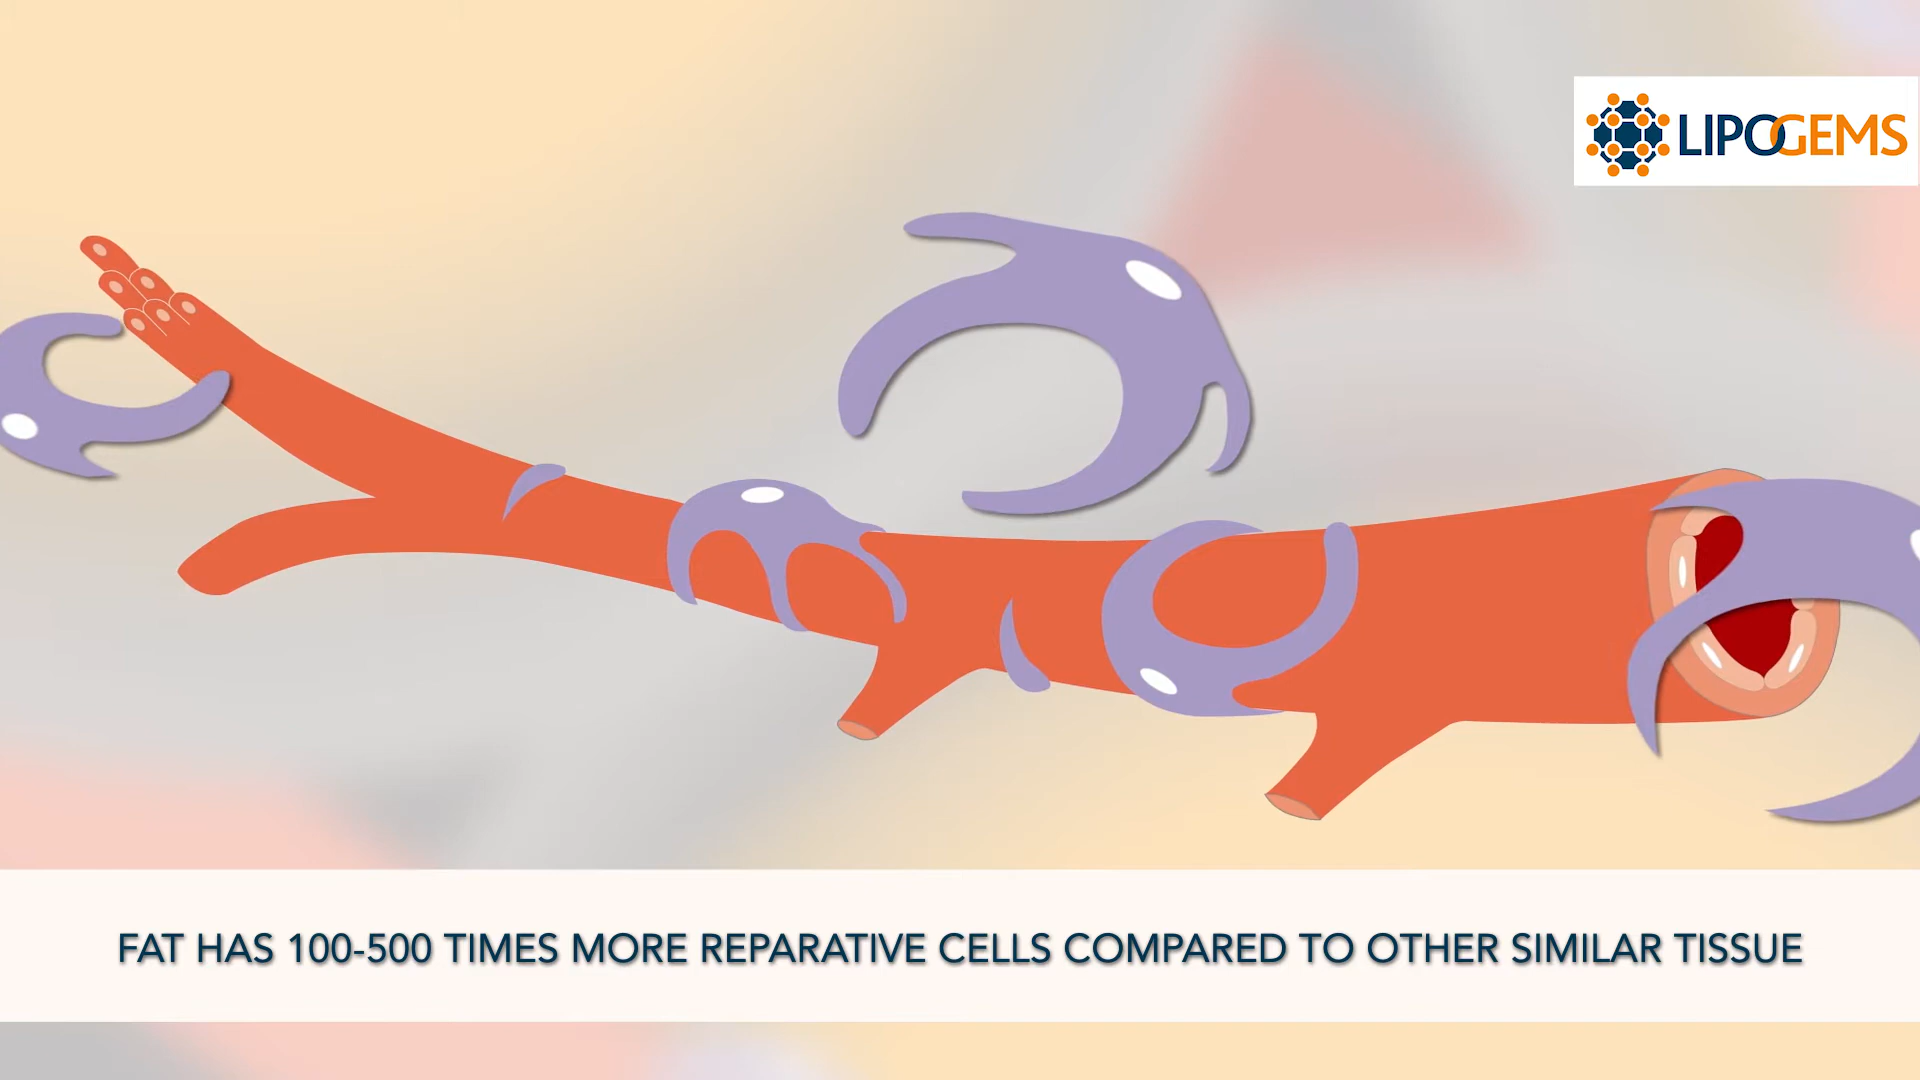 LIPOGEMS
FAT HAS 100-500 TIMES MORE REPARATIVE CELLS COMPARED TO OTHER SIMILAR TISSUE